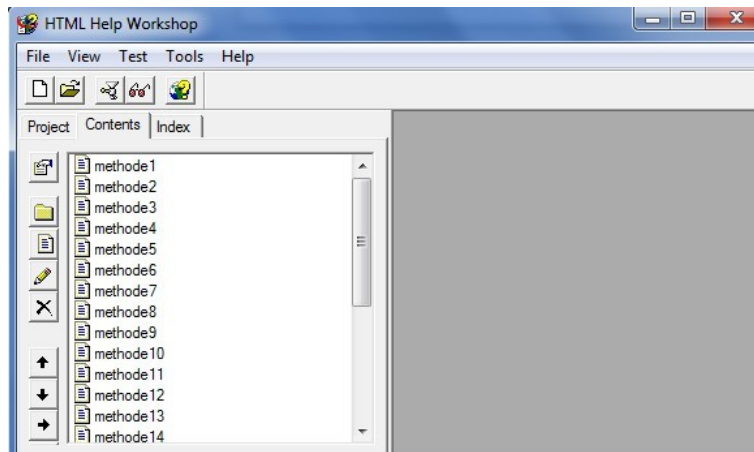 HTML Help Workshop
File View Test Tools Help
Project Contents Index
methode1
methode2
methode3
methode4
methode5
methode6
methode7
methode8
methode9
methode10
methode11
methode12
methode13
methode14